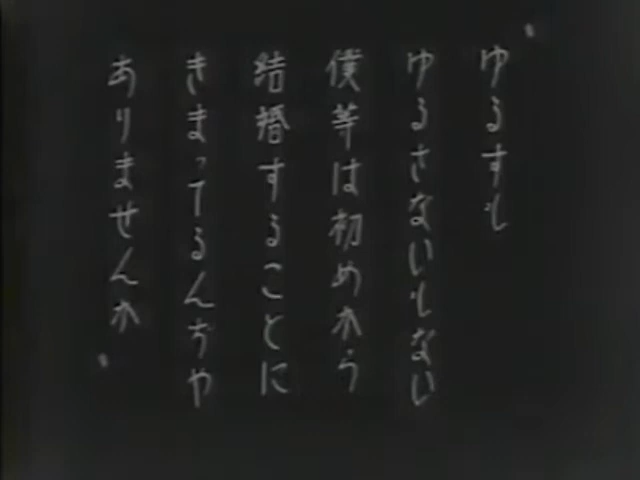 "ゆるすも
ゆるさないもない
僕等は初めから
結婚することに
きまってるんぢや
ありませんか"